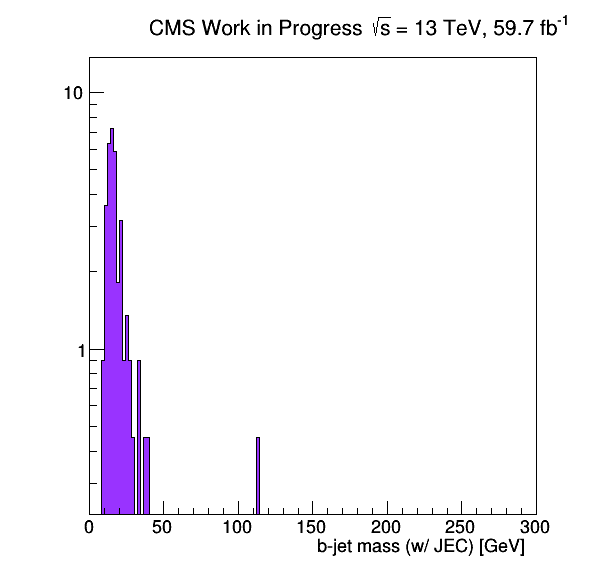 CMS Work in Progress √s = 13 TeV, 59.7 fb⁻¹
10
1
0 50 100 150 200 250 300
b-jet mass (w/ JEC) [GeV]